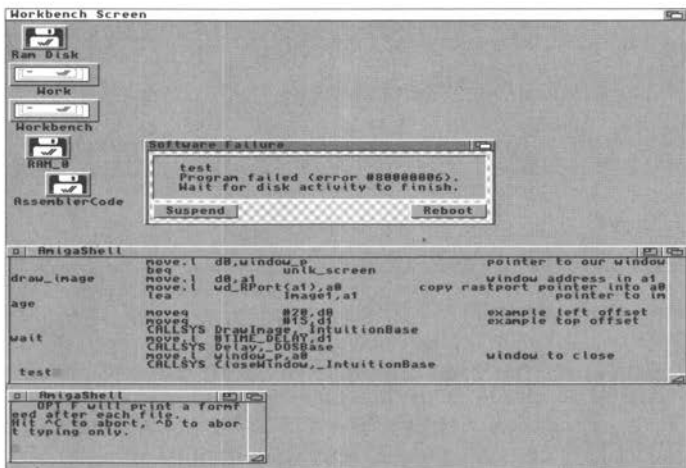 Workbench Screen
Ram Disk
Work
Workbench
RAM_0
AssemblerCode
Software Failure
test
Program failed (error #80000006).
Wait for disk activity to finish.
Suspend Reboot
AmigaShell
move.l d0,window_p pointer to our window
beq unlk_screen
draw_image move.l d0,a1 window address in a1
move.l wd_RPort(a1),a0 copy rastport pointer into a0
lea Image1,a1 pointer to im
age
moveq #20,d0 example left offset
moveq #15,d1 example top offset
CALLSYS DrawImage,_IntuitionBase
wait move.l #TIME_DELAY,d1
CALLSYS Delay,_DOSBase
move.l window_p,a0 window to close
CALLSYS CloseWindow,_IntuitionBase
test
AmigaShell
OPT F will print a formf
eed after each file.
Hit ^C to abort, ^D to abor
t typing only.